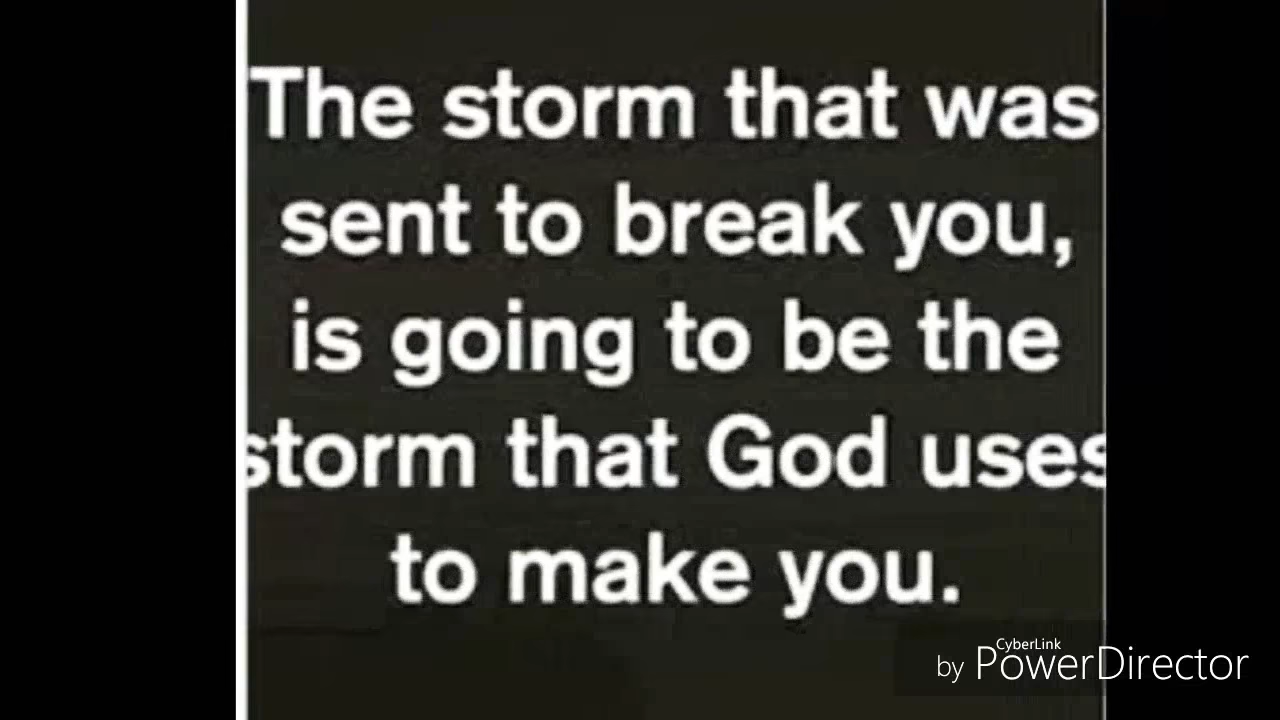 The storm that was
sent to break you,
is going to be the
storm that God uses
to make you.
CyberLink
by PowerDirector